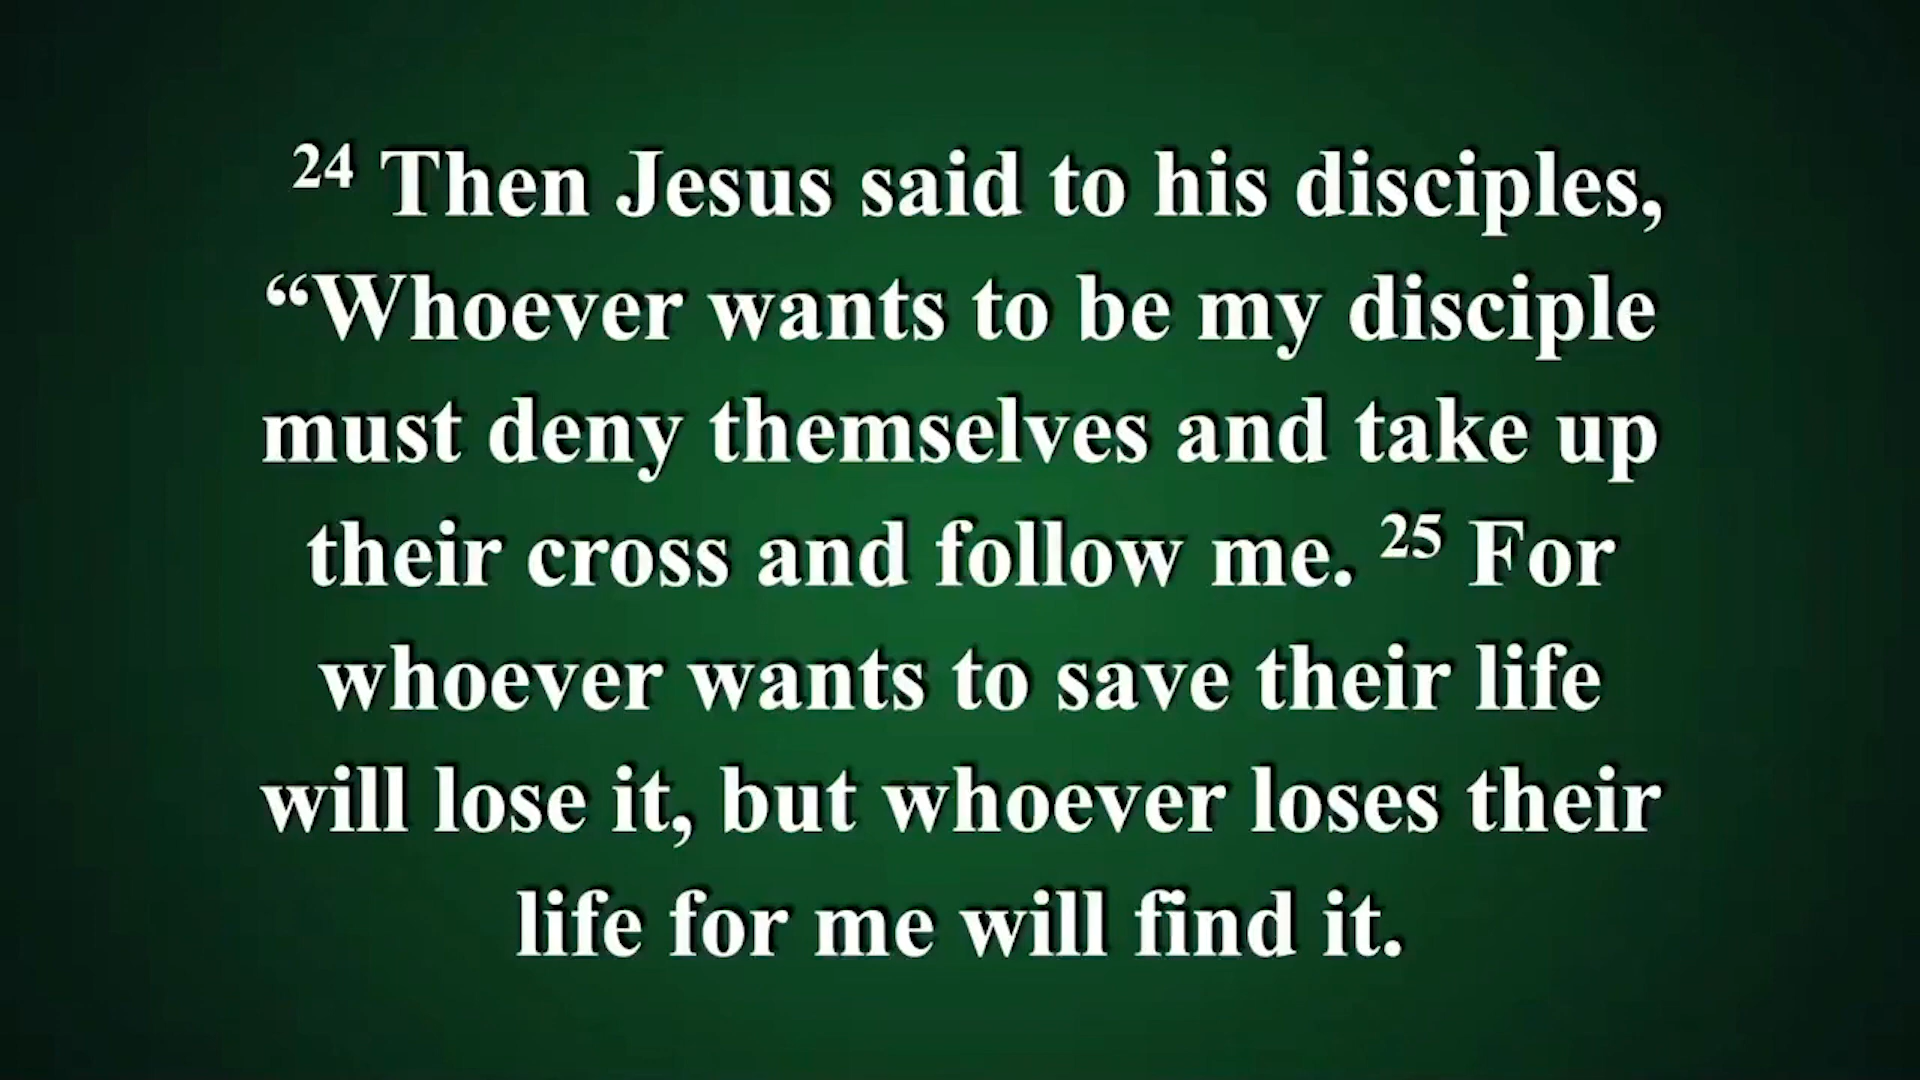 24 Then Jesus said to his disciples,
“Whoever wants to be my disciple
must deny themselves and take up
their cross and follow me. 25 For
whoever wants to save their life
will lose it, but whoever loses their
life for me will find it.